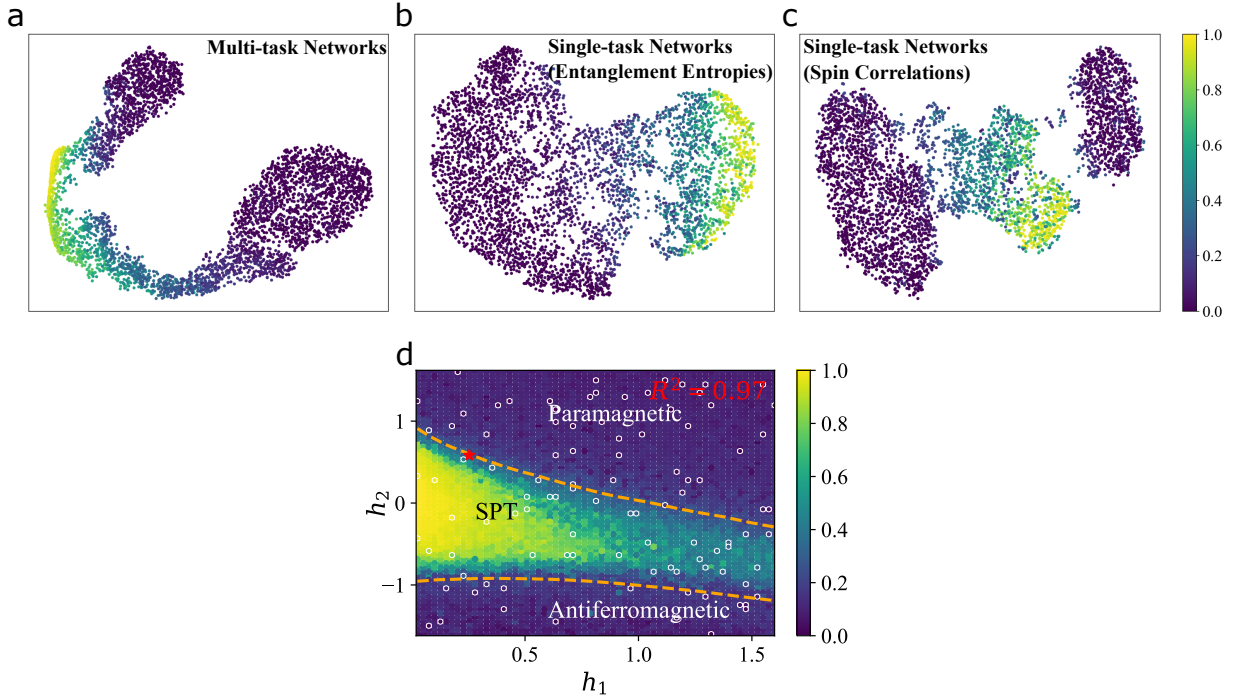 a
b
c
Multi-task Networks
Single-task Networks
(Entanglement Entropies)
Single-task Networks
(Spin Correlations)
1.0
0.8
0.6
0.4
0.2
0.0
d
R² = 0.97
Paramagnetic
SPT
Antiferromagnetic
1
0
−1
h₂
0.5
1.0
1.5
h₁
1.0
0.8
0.6
0.4
0.2
0.0